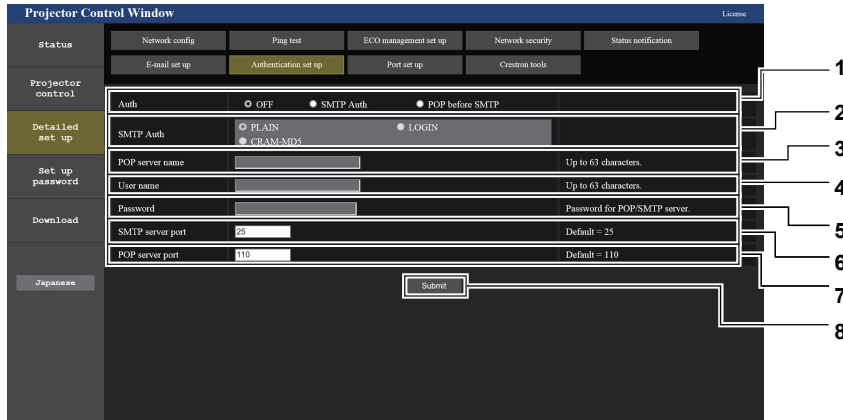 Projector Control Window
License
Status
Network config
Ping test
ECO management set up
Network security
Status notification
E-mail set up
Authentication set up
Port set up
Crestron tools
Projector
control
Detailed
set up
Set up
password
Download
Japanese
Auth OFF SMTP Auth POP before SMTP
1
SMTP Auth PLAIN LOGIN
CRAM-MD5
2
POP server name Up to 63 characters.
3
User name Up to 63 characters.
4
Password Password for POP/SMTP server.
5
SMTP server port 25 Default = 25
6
POP server port 110 Default = 110
7
Submit
8